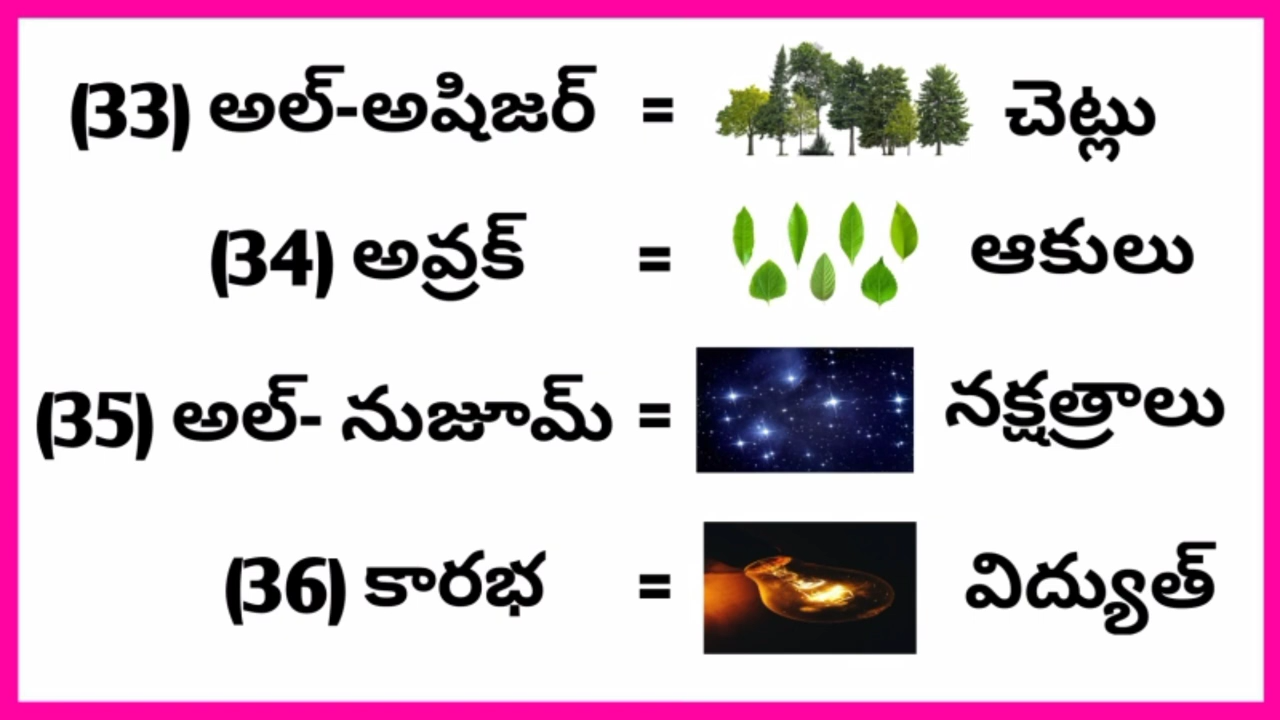 (33) అల్-అషిజర్ = చెట్లు
(34) అవ్రక్ = ఆకులు
(35) అల్- నుజూమ్ = నక్షత్రాలు
(36) కారభ = విద్యుత్